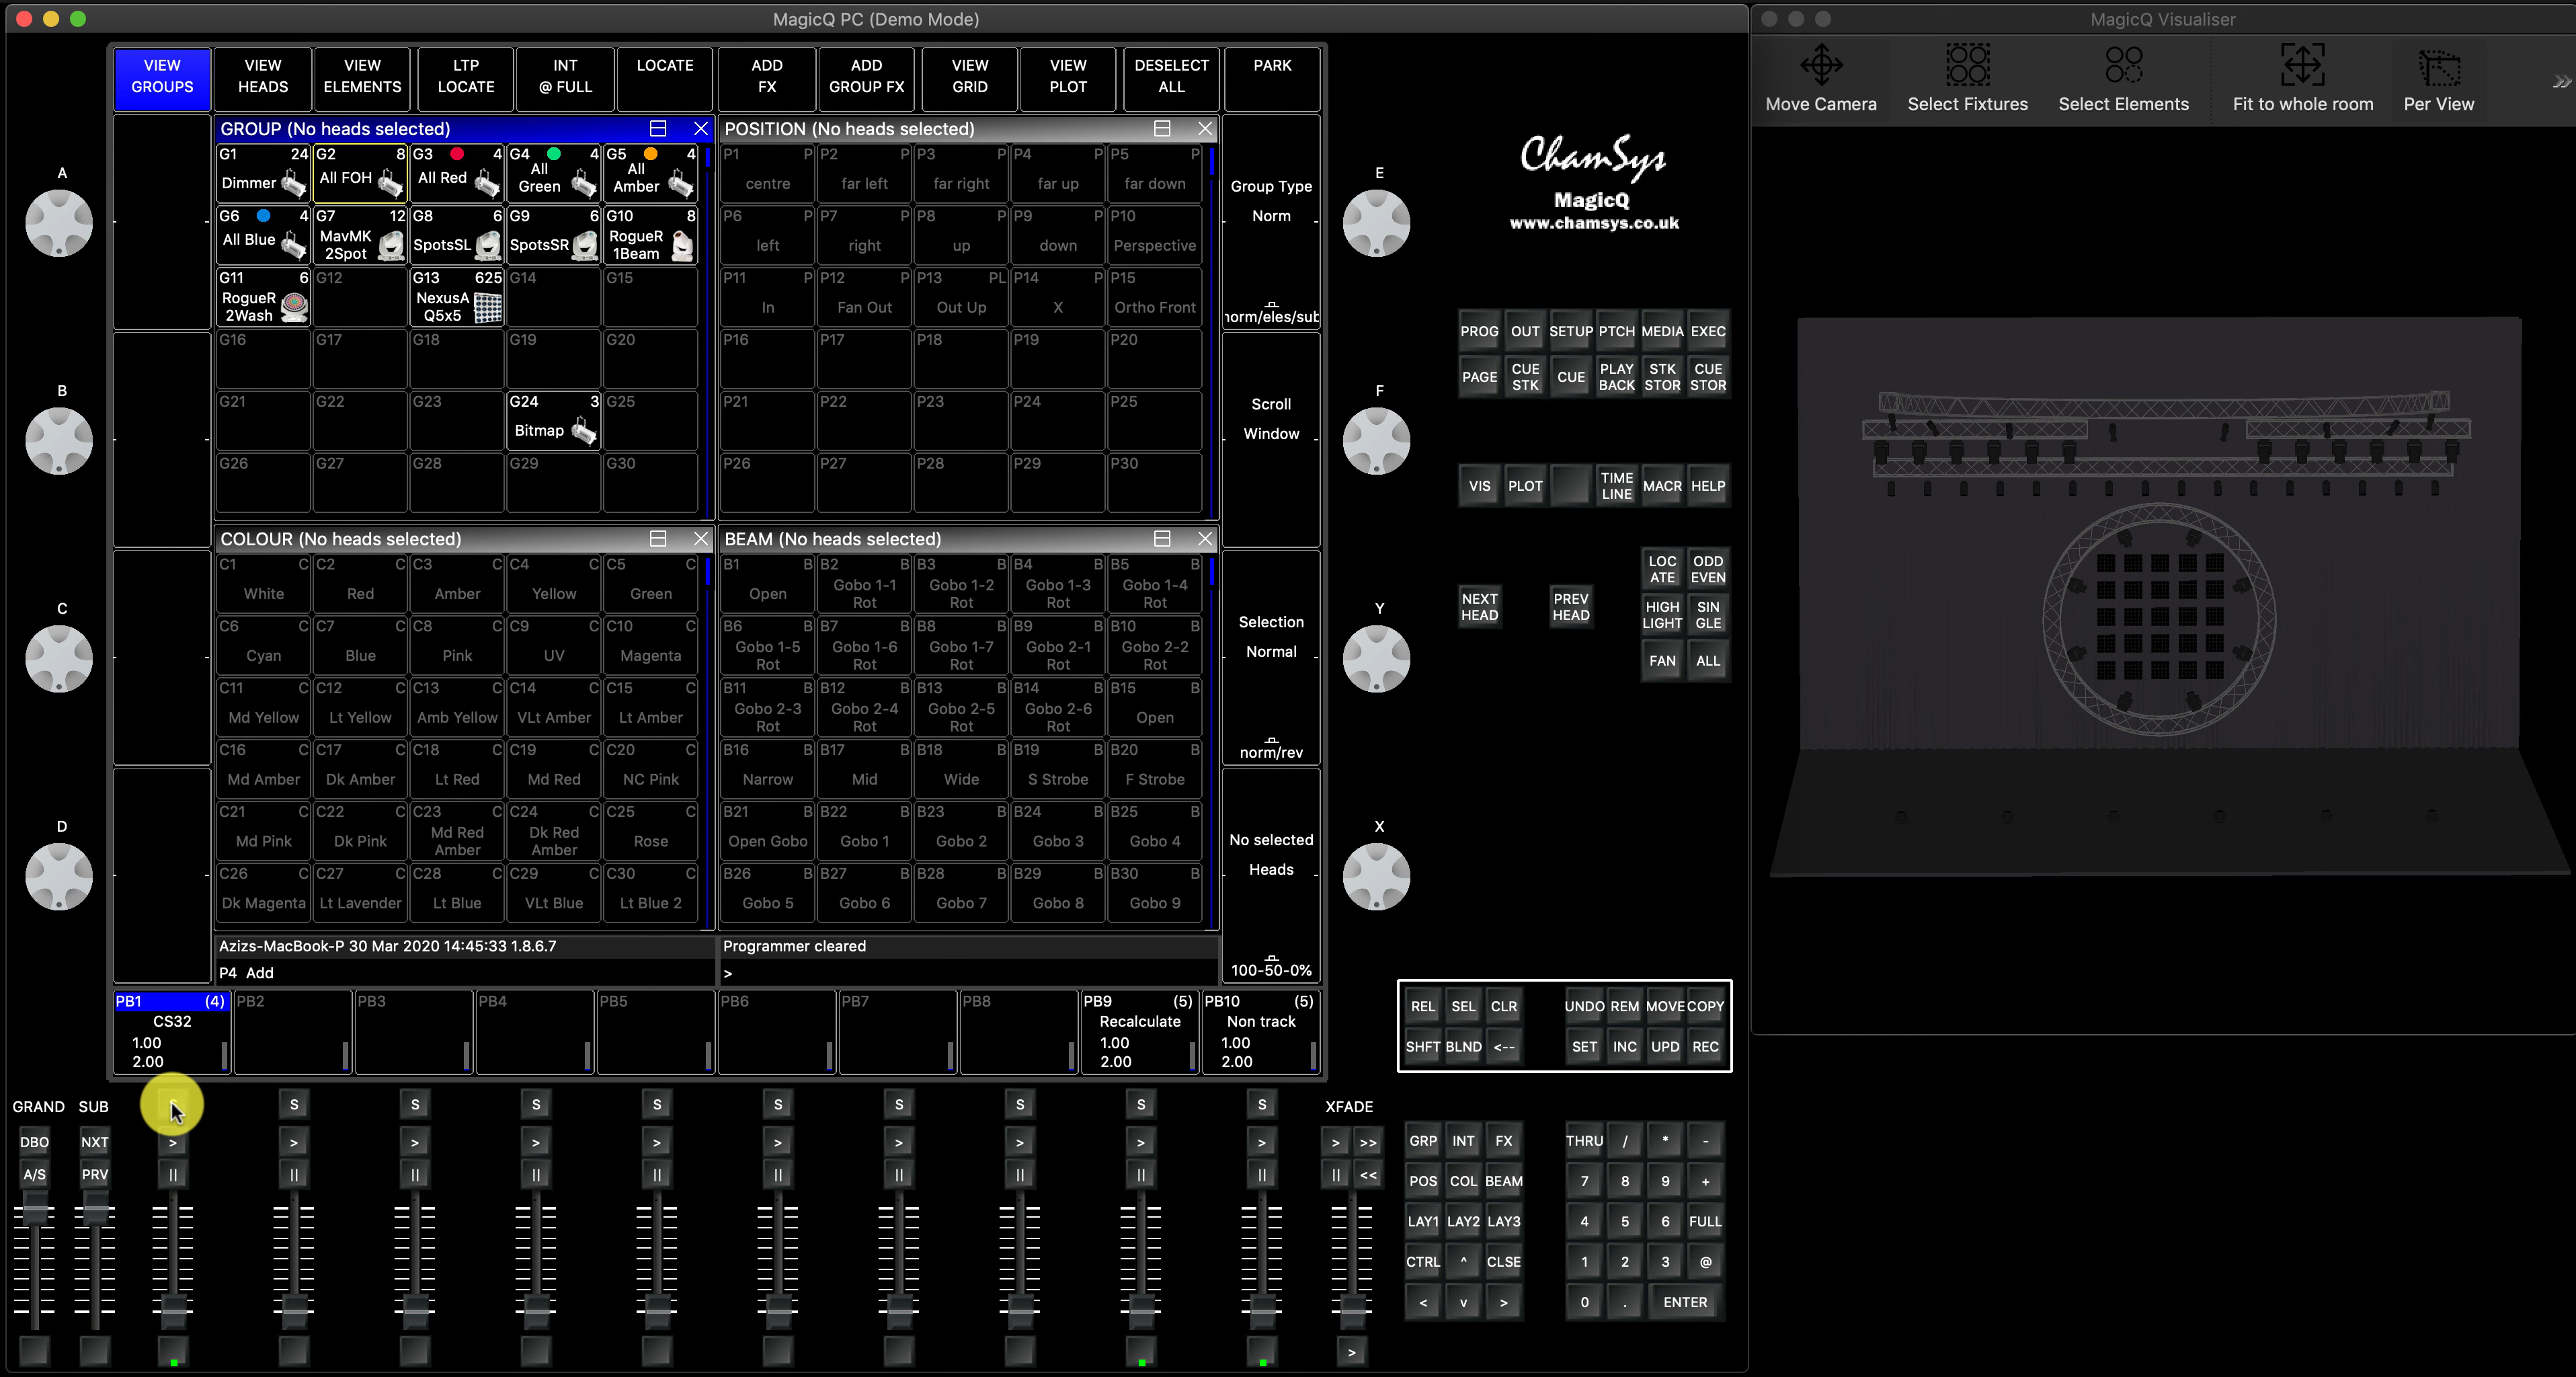 MagicQ PC (Demo Mode)
MagicQ Visualiser
VIEW GROUPS
VIEW HEADS
VIEW ELEMENTS
LTP LOCATE
INT @ FULL
LOCATE
ADD FX
ADD GROUP FX
VIEW GRID
VIEW PLOT
DESELECT ALL
PARK
Move Camera
Select Fixtures
Select Elements
Fit to whole room
Per View
GROUP (No heads selected)
G1 24 Dimmer
G2 8 All FOH
G3 4 All Red
G4 4 All Green
G5 4 All Amber
G6 4 All Blue
G7 12 MavMK 2Spot
G8 6 SpotsSL
G9 6 SpotsSR
G10 8 RogueR 1Beam
G11 6 RogueR 2Wash
G12
G13 625 NexusA Q5x5
G14
G15
G16
G17
G18
G19
G20
G21
G22
G23
G24 3 Bitmap
G25
G26
G27
G28
G29
G30
POSITION (No heads selected)
P1 P centre
P2 P far left
P3 P far right
P4 P far up
P5 P far down
P6 P left
P7 P right
P8 P up
P9 P down
P10 P Perspective
P11 P In
P12 P Fan Out
P13 PL Out Up
P14 P X
P15 P Ortho Front
P16
P17
P18
P19
P20
P21
P22
P23
P24
P25
P26
P27
P28
P29
P30
COLOUR (No heads selected)
C1 C White
C2 C Red
C3 C Amber
C4 C Yellow
C5 C Green
C6 C Cyan
C7 C Blue
C8 C Pink
C9 C UV
C10 C Magenta
C11 C Md Yellow
C12 C Lt Yellow
C13 C Amb Yellow
C14 C VLt Amber
C15 C Lt Amber
C16 C Md Amber
C17 C Dk Amber
C18 C Lt Red
C19 C Md Red
C20 C NC Pink
C21 C Md Pink
C22 C Dk Pink
C23 C Md Red Amber
C24 C Dk Red Amber
C25 C Rose
C26 C Dk Magenta
C27 C Lt Lavender
C28 C Lt Blue
C29 C VLt Blue
C30 C Lt Blue 2
BEAM (No heads selected)
B1 B Open
B2 B Gobo 1-1 Rot
B3 B Gobo 1-2 Rot
B4 B Gobo 1-3 Rot
B5 B Gobo 1-4 Rot
B6 B Gobo 1-5 Rot
B7 B Gobo 1-6 Rot
B8 B Gobo 1-7 Rot
B9 B Gobo 2-1 Rot
B10 B Gobo 2-2 Rot
B11 B Gobo 2-3 Rot
B12 B Gobo 2-4 Rot
B13 B Gobo 2-5 Rot
B14 B Gobo 2-6 Rot
B15 B Open
B16 B Narrow
B17 B Mid
B18 B Wide
B19 B S Strobe
B20 B F Strobe
B21 B Open Gobo
B22 B Gobo 1
B23 B Gobo 2
B24 B Gobo 3
B25 B Gobo 4
B26 B Gobo 5
B27 B Gobo 6
B28 B Gobo 7
B29 B Gobo 8
B30 B Gobo 9
Group Type
Norm
norm/eles/sub
Scroll
Window
Selection
Normal
norm/rev
No selected
Heads
100-50-0%
A
B
C
D
E
F
Y
X
Azizs-MacBook-P 30 Mar 2020 14:45:33 1.8.6.7
P4 Add
Programmer cleared
>
PB1 (4)
CS32
1.00
2.00
PB2
PB3
PB4
PB5
PB6
PB7
PB8
PB9 (5)
Recalculate
1.00
2.00
PB10 (5)
Non track
1.00
2.00
ChamSys
MagicQ
www.chamsys.co.uk
PROG OUT SETUP PTCH MEDIA EXEC
PAGE CUE STK CUE PLAY BACK STK STOR CUE STOR
VIS PLOT TIME LINE MACR HELP
NEXT HEAD
PREV HEAD
LOC ATE
ODD EVEN
HIGH LIGHT
SIN GLE
FAN ALL
REL SEL CLR UNDO REM MOVE COPY
SHFT BLND <-- SET INC UPD REC
GRAND SUB
S S S S S S S S S
XFADE
DBO NXT > > > > > > > > > > > >>
A/S PRV || || || || || || || || || || || <<
>
GRP INT FX THRU / * -
POS COL BEAM 7 8 9 +
LAY1 LAY2 LAY3 4 5 6 FULL
CTRL ^ CLSE 1 2 3 @
< v > 0 . ENTER